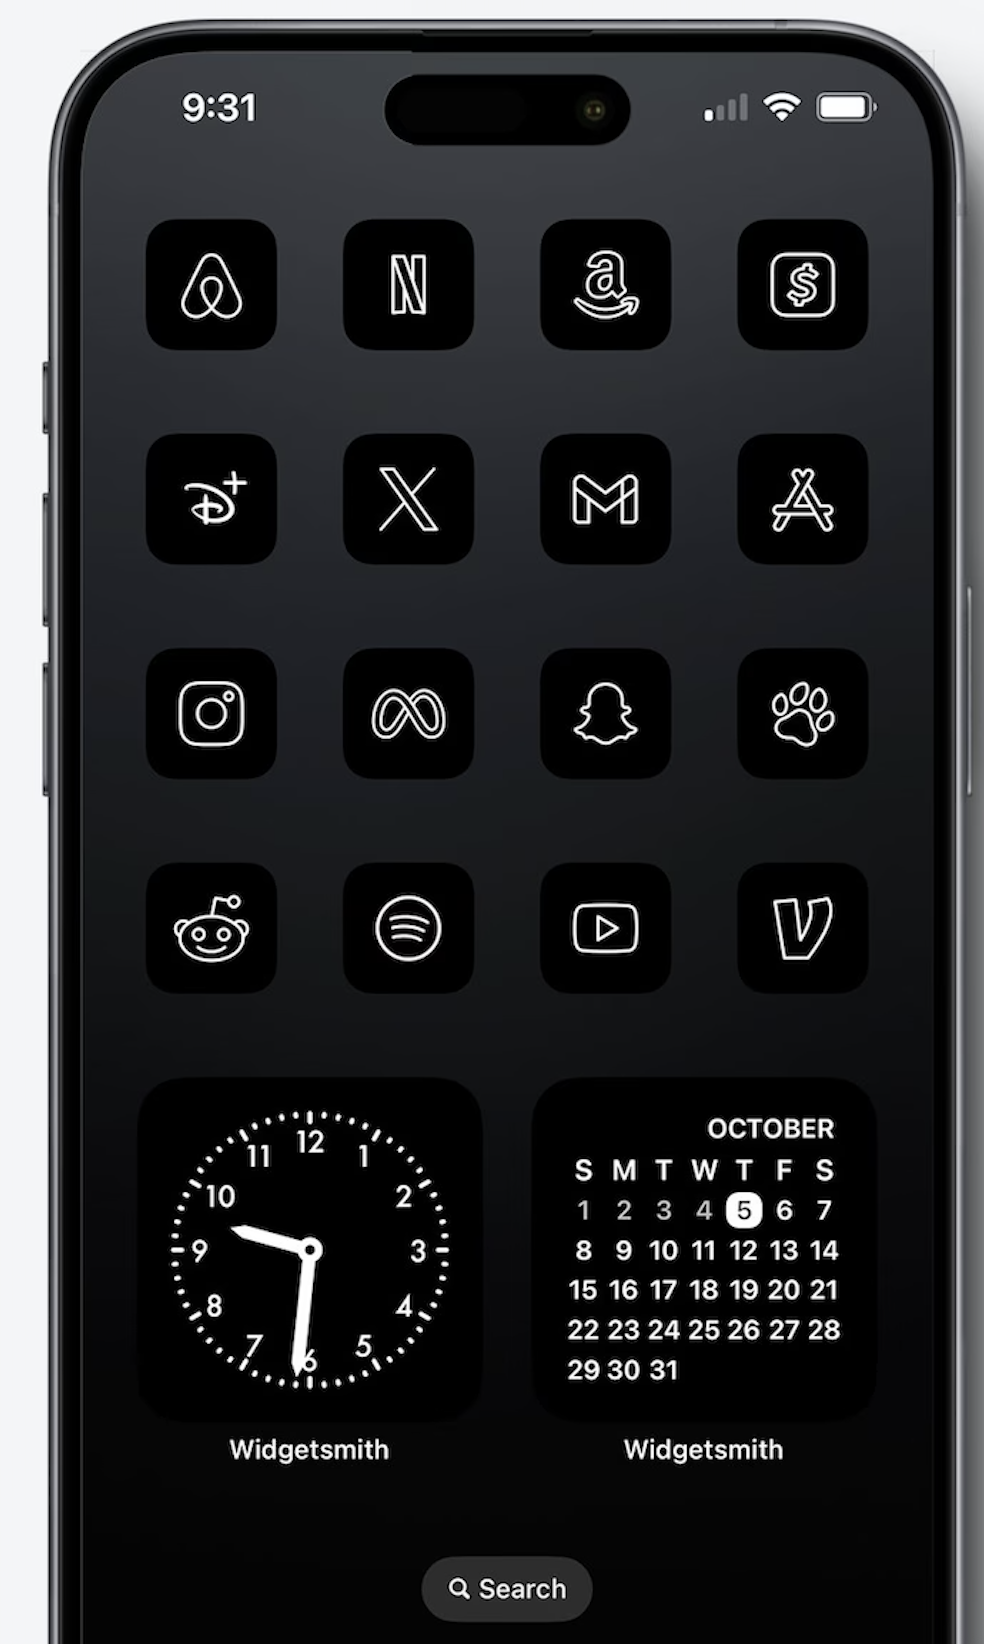 9:31
N
a
$
D+
X
M
12
11 1
10 2
9 3
8 4
7 5
6
OCTOBER
S M T W T F S
1 2 3 4 5 6 7
8 9 10 11 12 13 14
15 16 17 18 19 20 21
22 23 24 25 26 27 28
29 30 31
Widgetsmith Widgetsmith
Search